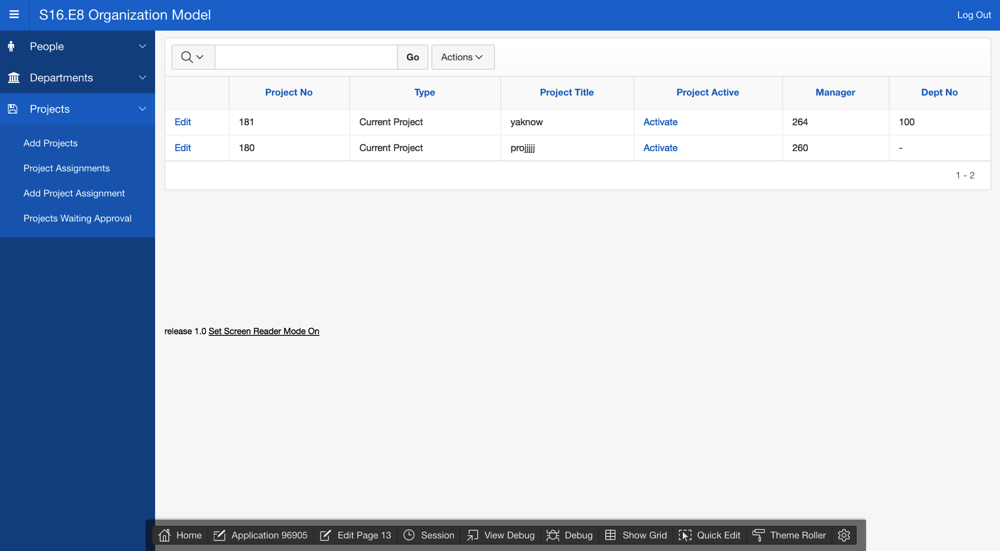 S16.E8 Organization Model
Log Out
People
Departments
Projects
Add Projects
Project Assignments
Add Project Assignment
Projects Waiting Approval
Go
Actions
Project No Type Project Title Project Active Manager Dept No
Edit 181 Current Project yaknow Activate 264 100
Edit 180 Current Project projjjjj Activate 260 -
1 - 2
release 1.0 Set Screen Reader Mode On
Home Application 96905 Edit Page 13 Session View Debug Debug Show Grid Quick Edit Theme Roller